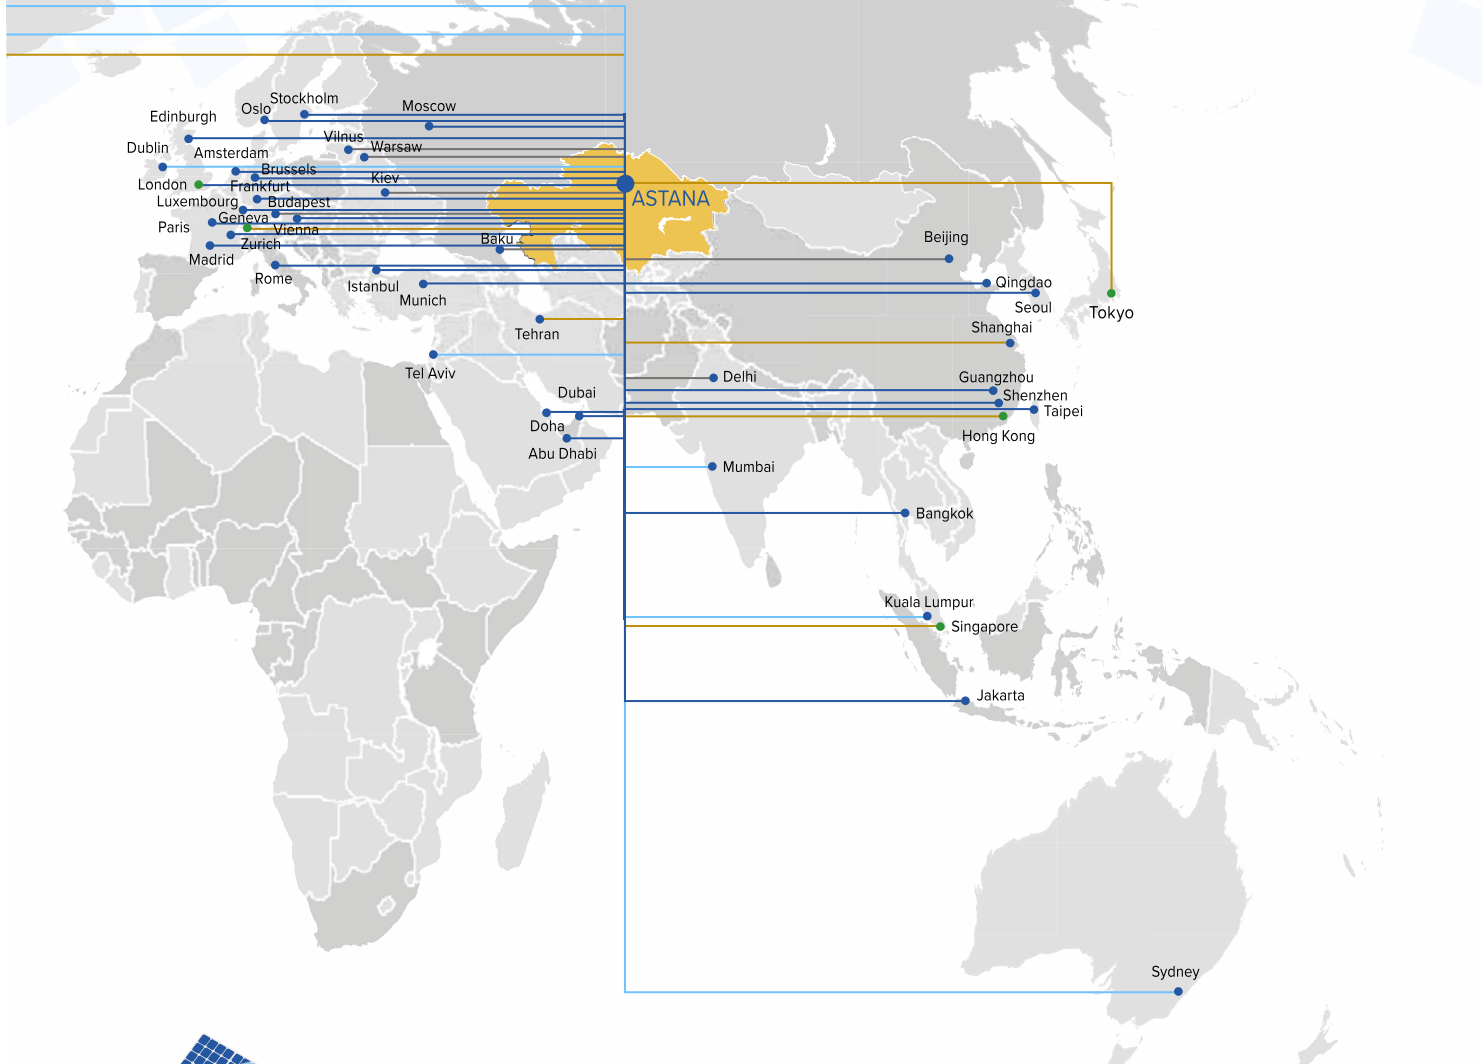 Stockholm
Oslo
Moscow
Edinburgh
Vilnus
Dublin
Amsterdam
Warsaw
Brussels
Kiev
London
Frankfurt
ASTANA
Luxembourg
Budapest
Geneva
Paris
Vienna
Zurich
Baku
Beijing
Madrid
Rome
Istanbul
Qingdao
Munich
Seoul
Tokyo
Tehran
Shanghai
Tel Aviv
Delhi
Guangzhou
Dubai
Shenzhen
Taipei
Doha
Hong Kong
Abu Dhabi
Mumbai
Bangkok
Kuala Lumpur
Singapore
Jakarta
Sydney